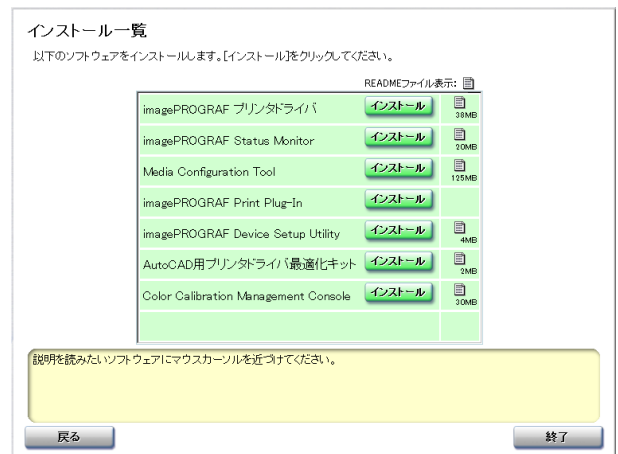 インストール一覧
以下のソフトウェアをインストールします。[インストール]をクリックしてください。
READMEファイル表示:
imagePROGRAF プリンタドライバ インストール 38MB
imagePROGRAF Status Monitor インストール 20MB
Media Configuration Tool インストール 125MB
imagePROGRAF Print Plug-In インストール
imagePROGRAF Device Setup Utility インストール 4MB
AutoCAD用プリンタドライバ最適化キット インストール 2MB
Color Calibration Management Console インストール 30MB
説明を読みたいソフトウェアにマウスカーソルを近づけてください。
戻る 終了